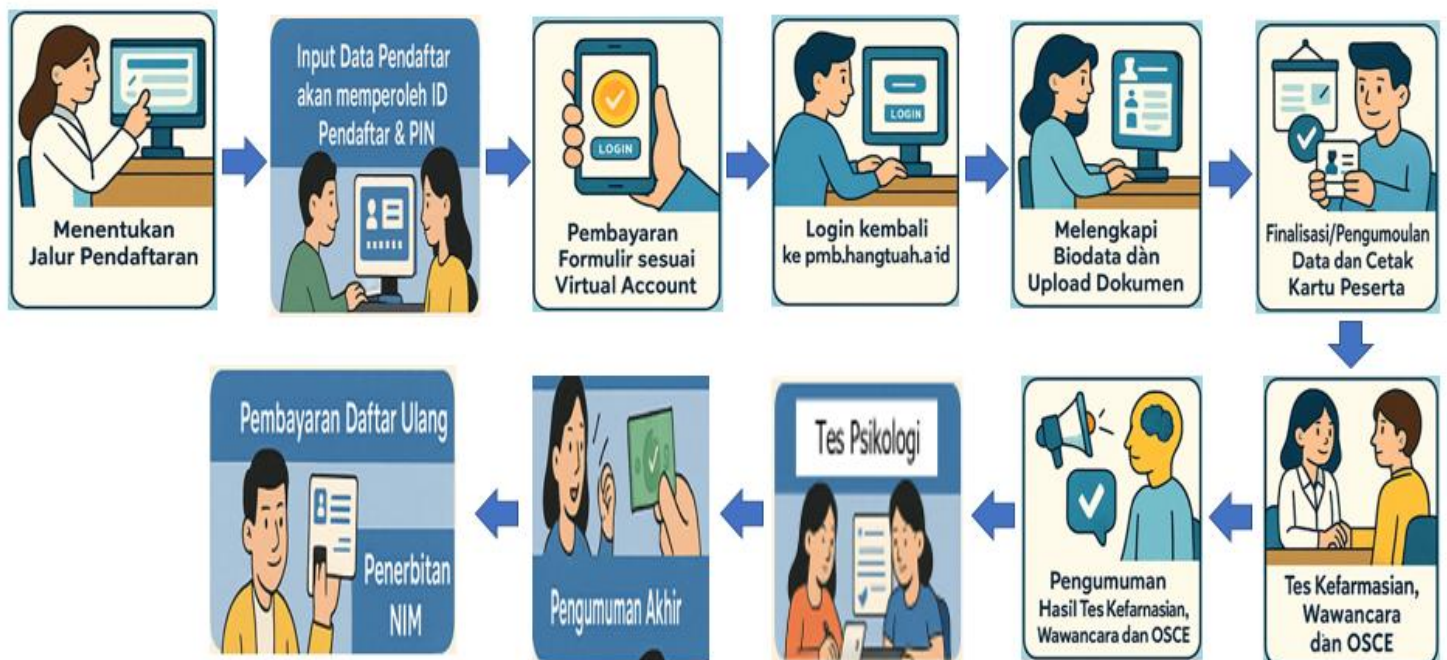 Menentukan
Jalur Pendaftaran
Input Data Pendaftar
akan memperoleh ID
Pendaftar & PIN
LOGIN
Pembayaran
Formulir sesuai
Virtual Account
LOGIN
Login kembali
ke pmb.hangtuah.a id
Melengkapi
Biodata dàn
Upload Dokumen
Finalisasi/Pengumoulan
Data dan Cetak
Kartu Peserta
Tes Kefarmasian,
Wawancara
dan OSCE
Pengumuman
Hasil Tes Kefarnasian,
Wawancara dan OSCE
Tes Psikologi
Pengumuman Akhir
Pembayaran Daftar Ulang
Penerbitan
NIM